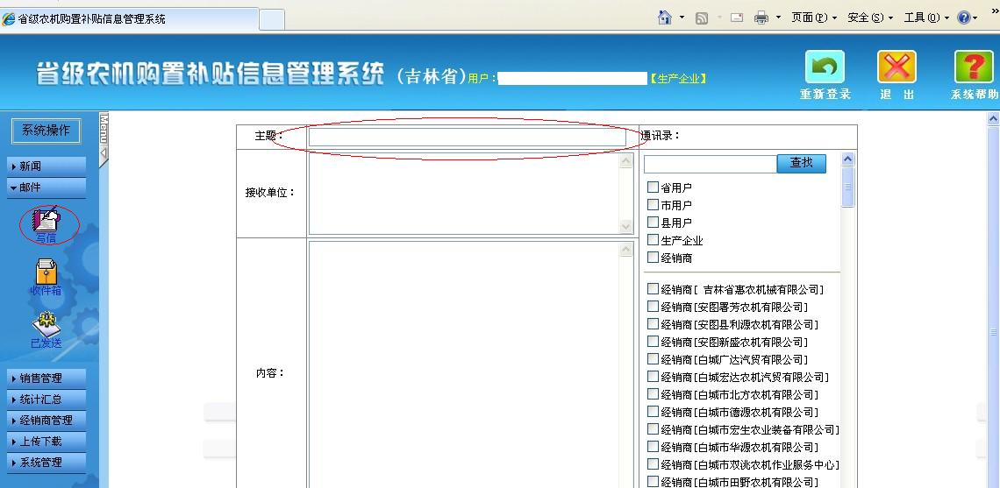 省级农机购置补贴信息管理系统
页面(P) 安全(S) 工具(O)
省级农机购置补贴信息管理系统 (吉林省)用户：【生产企业】
重新登录 退 出 系统帮助
系统操作
Manu
新闻
邮件
写信
收件箱
已发送
销售管理
统计汇总
经销商管理
上传下载
系统管理
主题：
接收单位：
内容：
通讯录：
查找
省用户
市用户
县用户
生产企业
经销商
经销商[ 吉林省惠农机械有限公司]
经销商[安图署芳农机有限公司]
经销商[安图县利源农机有限公司]
经销商[安图新盛农机有限公司]
经销商[白城广达汽贸有限公司]
经销商[白城宏达农机汽贸有限公司]
经销商[白城市北方农机有限公司]
经销商[白城市德源农机有限公司]
经销商[白城市宏生农业装备有限公司]
经销商[白城市华源农机有限公司]
经销商[白城市双洮农机作业服务中心]
经销商[白城市田野农机有限公司]